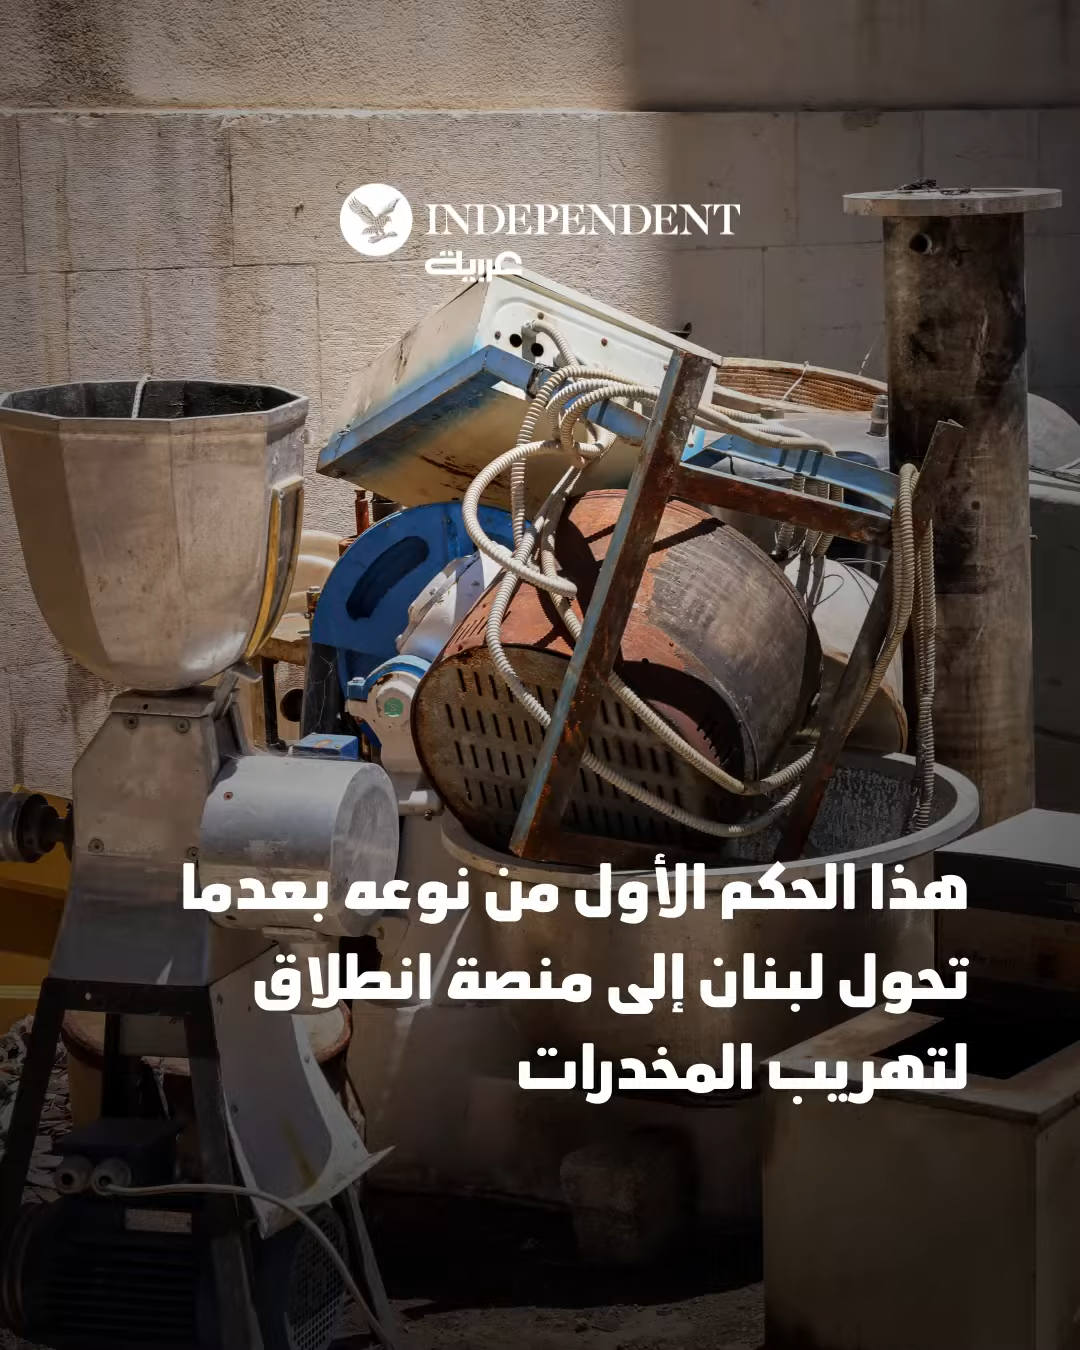 INDEPENDENT
عربية
هذا الحكم الأول من نوعه بعدما
تحول لبنان إلى منصة انطلاق
لتهريب المخدرات